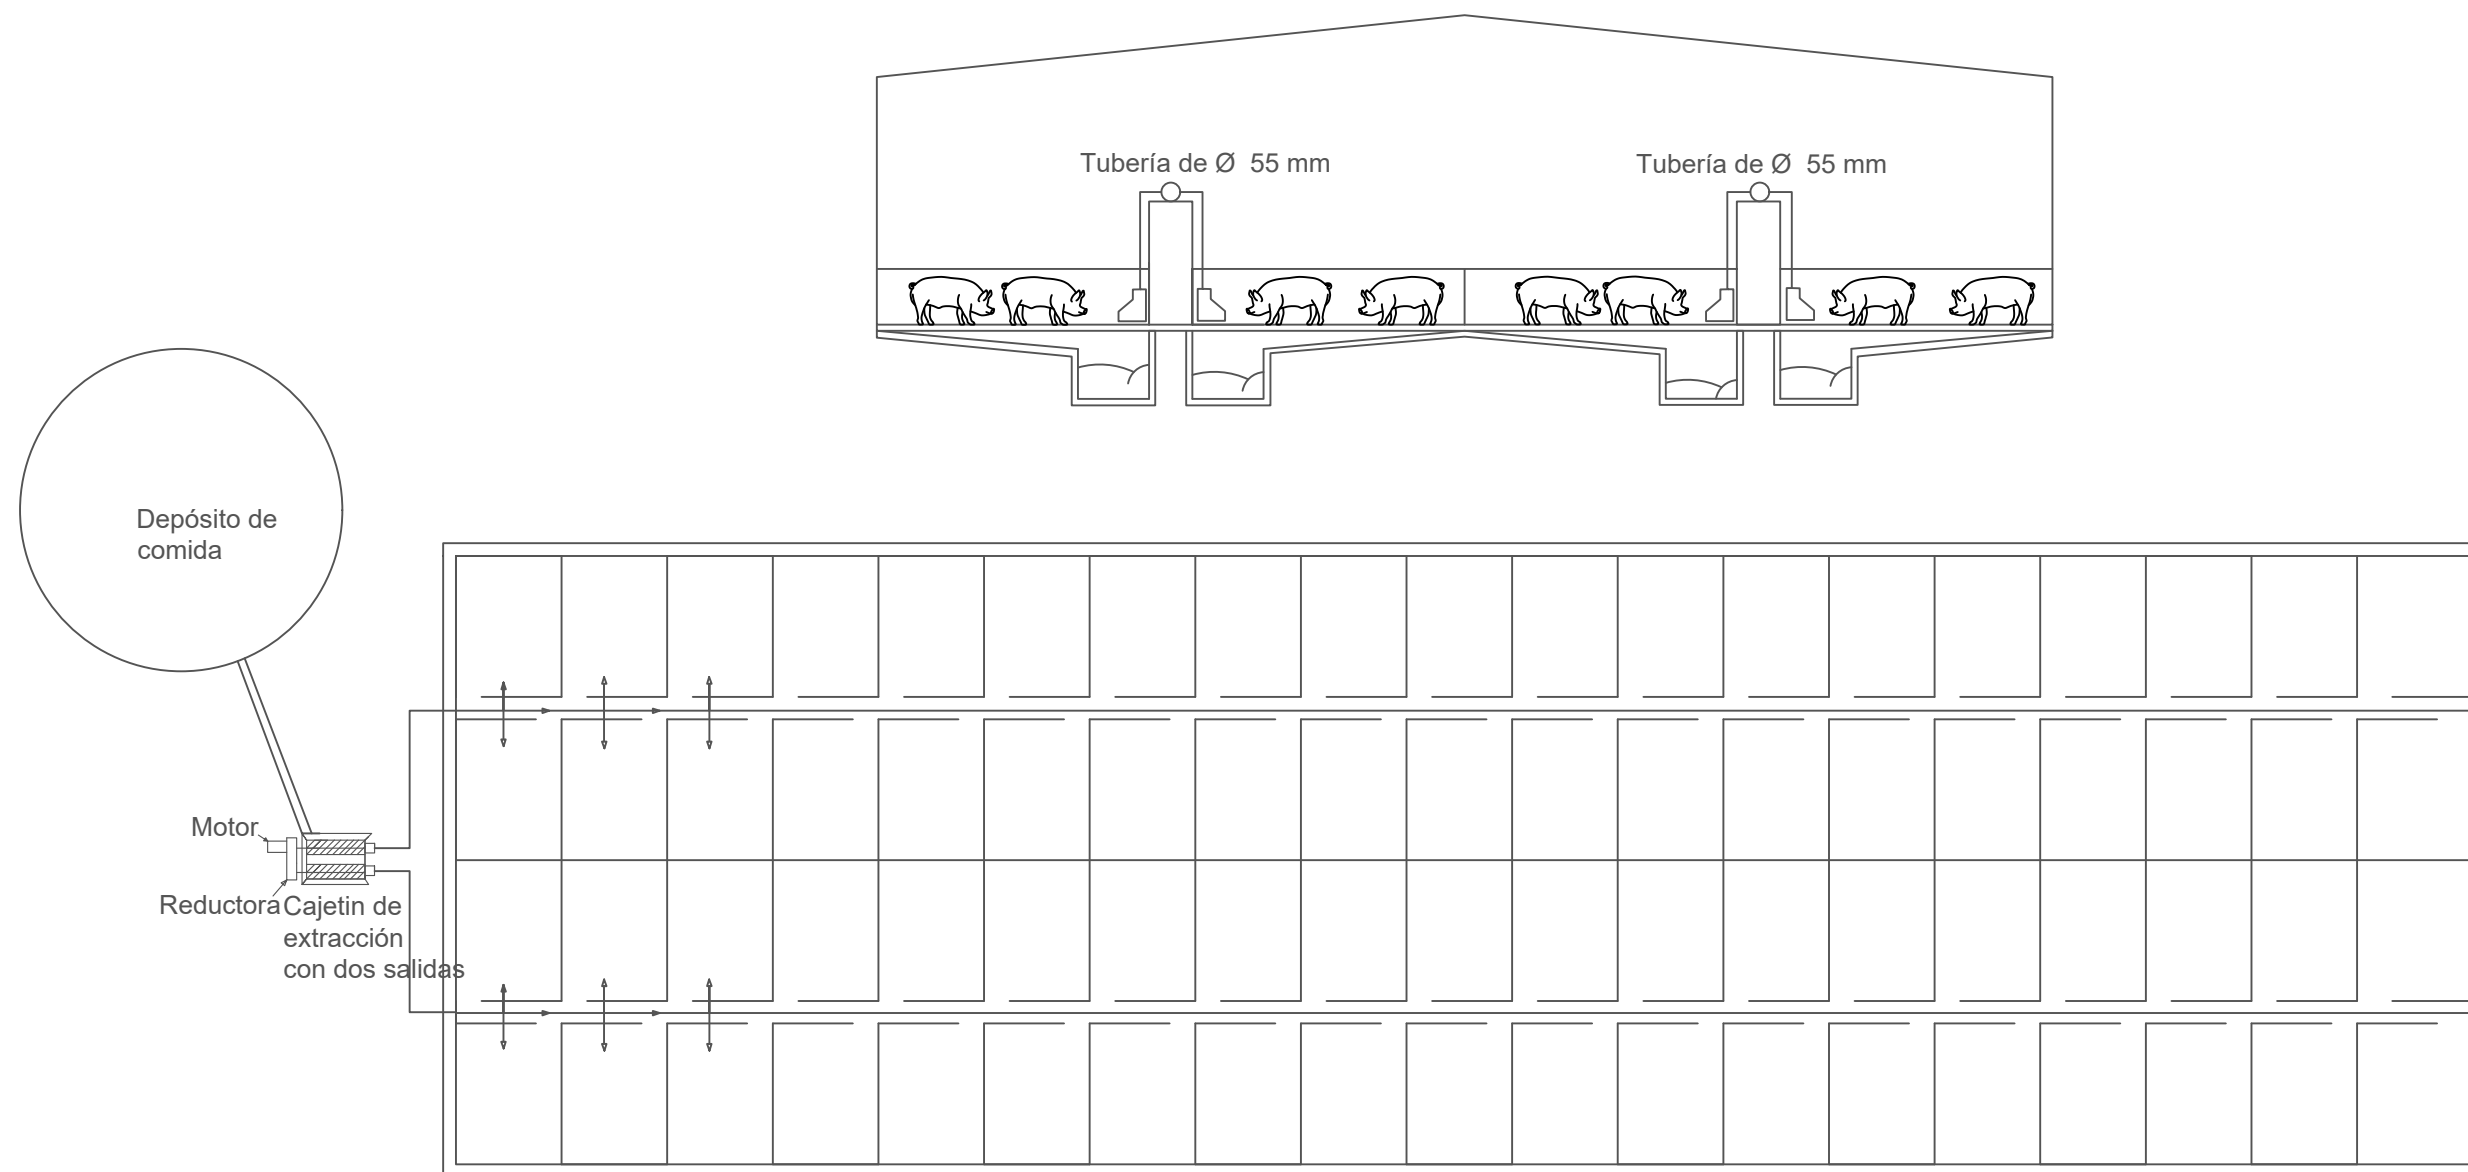 Tubería de Ø 55 mm
Tubería de Ø 55 mm
Depósito de
comida
Motor
Reductora
Cajetin de
extracción
con dos salidas